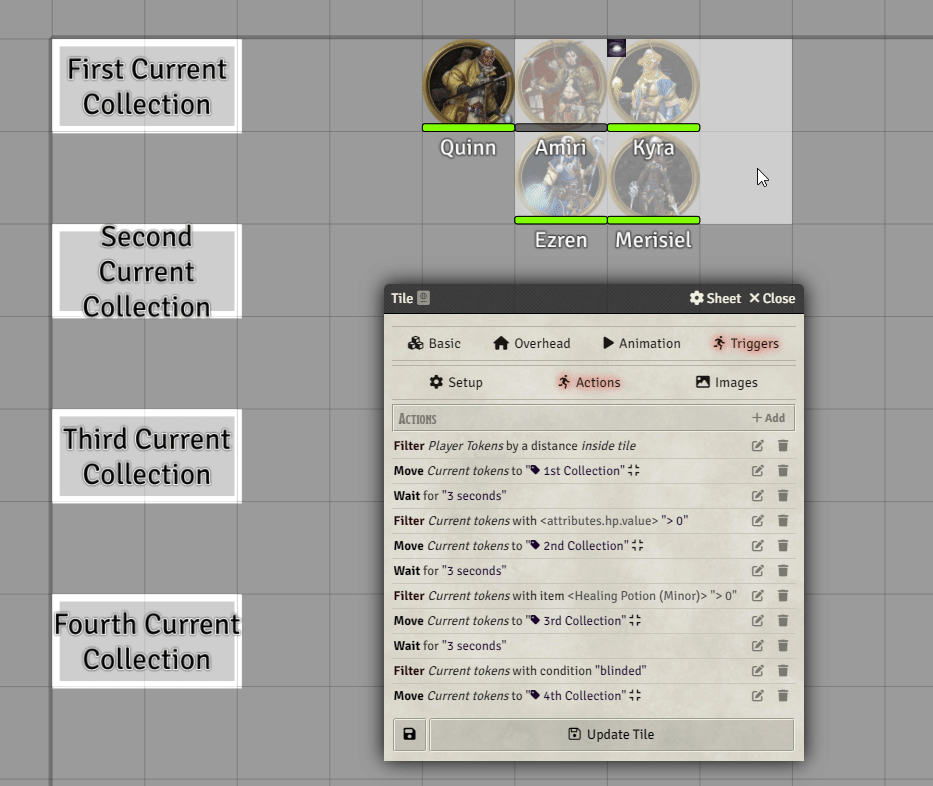 First Current
Collection
Quinn
Amiri
Kyra
Ezren
Merisiel
Second
Current
Collection
Third Current
Collection
Fourth Current
Collection
Tile
Sheet
Close
Basic
Overhead
Animation
Triggers
Setup
Actions
Images
Actions
+ Add
Filter Player Tokens by a distance inside tile
Move Current tokens to "1st Collection"
Wait for "3 seconds"
Filter Current tokens with <attributes.hp.value> "> 0"
Move Current tokens to "2nd Collection"
Wait for "3 seconds"
Filter Current tokens with item <Healing Potion (Minor)> "> 0"
Move Current tokens to "3rd Collection"
Wait for "3 seconds"
Filter Current tokens with condition "blinded"
Move Current tokens to "4th Collection"
Update Tile